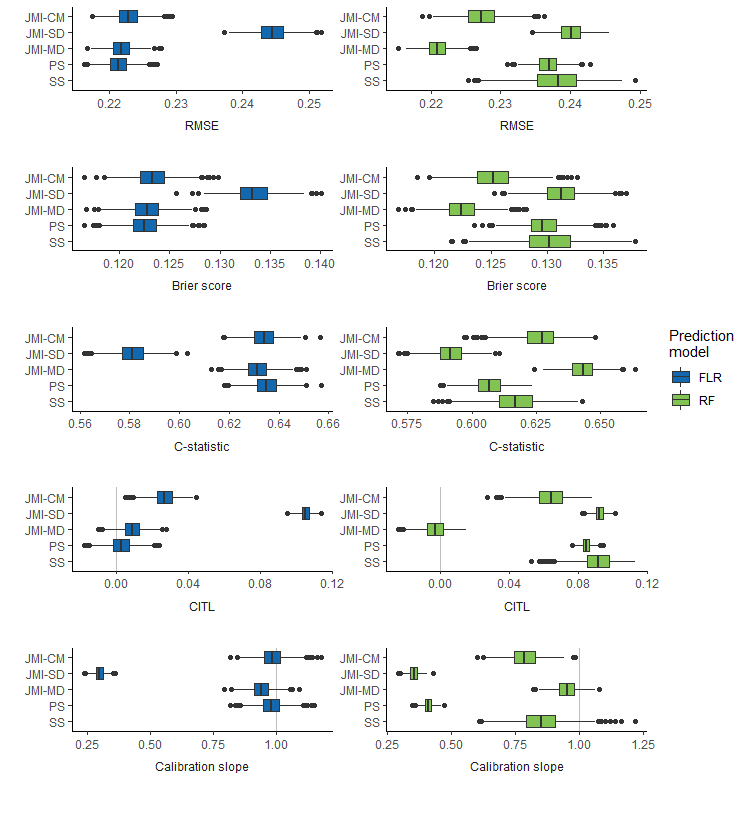 JMI-CM
JMI-SD
JMI-MD
PS
SS
0.22 0.23 0.24 0.25
RMSE
JMI-CM
JMI-SD
JMI-MD
PS
SS
0.22 0.23 0.24 0.25
RMSE
JMI-CM
JMI-SD
JMI-MD
PS
SS
0.120 0.125 0.130 0.135 0.140
Brier score
JMI-CM
JMI-SD
JMI-MD
PS
SS
0.120 0.125 0.130 0.135
Brier score
JMI-CM
JMI-SD
JMI-MD
PS
SS
0.56 0.58 0.60 0.62 0.64 0.66
C-statistic
JMI-CM
JMI-SD
JMI-MD
PS
SS
0.575 0.600 0.625 0.650
C-statistic
Prediction
model
FLR
RF
JMI-CM
JMI-SD
JMI-MD
PS
SS
0.00 0.04 0.08 0.12
CITL
JMI-CM
JMI-SD
JMI-MD
PS
SS
0.00 0.04 0.08 0.12
CITL
JMI-CM
JMI-SD
JMI-MD
PS
SS
0.25 0.50 0.75 1.00
Calibration slope
JMI-CM
JMI-SD
JMI-MD
PS
SS
0.25 0.50 0.75 1.00 1.25
Calibration slope